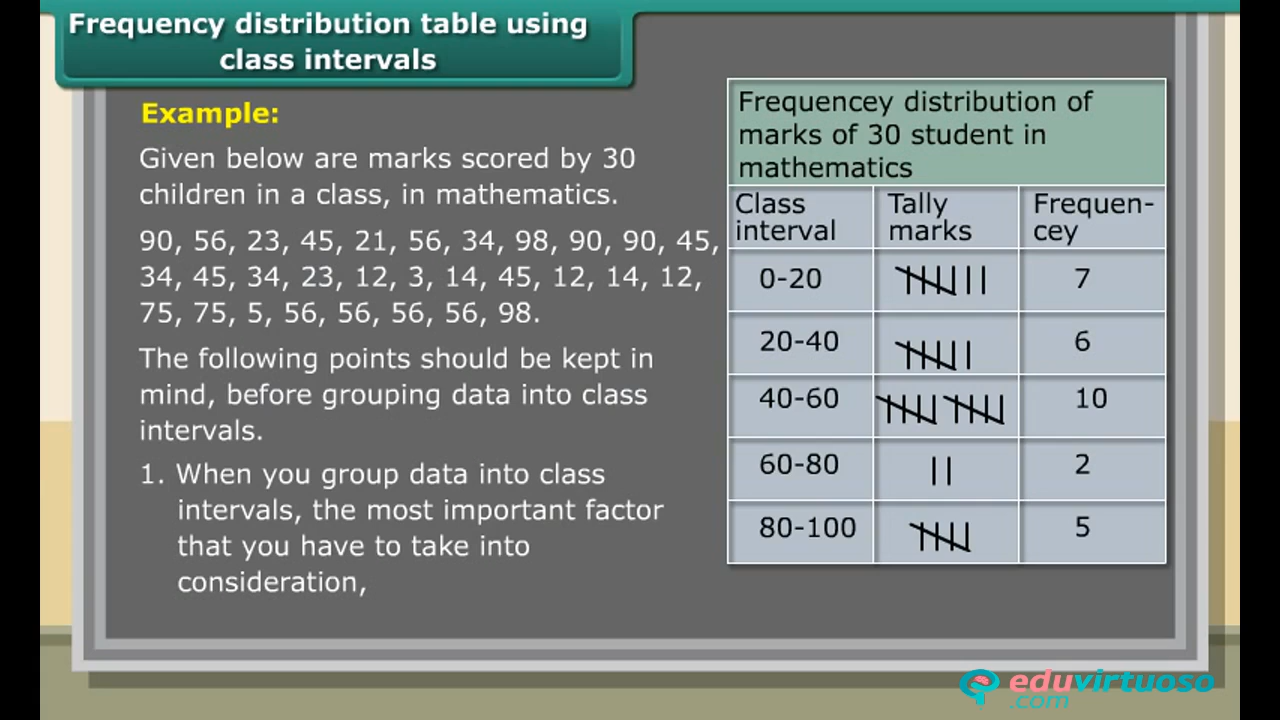 Frequency distribution table using
class intervals
Example:
Given below are marks scored by 30
children in a class, in mathematics.
90, 56, 23, 45, 21, 56, 34, 98, 90, 90, 45,
34, 45, 34, 23, 12, 3, 14, 45, 12, 14, 12,
75, 75, 5, 56, 56, 56, 56, 98.
The following points should be kept in
mind, before grouping data into class
intervals.
1. When you group data into class
intervals, the most important factor
that you have to take into
consideration,
Frequencey distribution of
marks of 30 student in
mathematics
Class interval Tally marks Frequen-cey
0-20 7
20-40 6
40-60 10
60-80 2
80-100 5
eduvirtuoso
.com